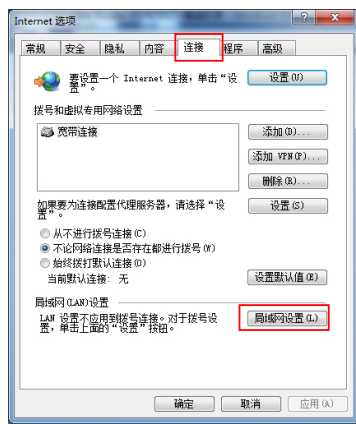 Internet 选项
常规 安全 隐私 内容 连接 程序 高级
要设置一个 Internet 连接，单击“设置”。
设置(U)
拨号和虚拟专用网络设置
宽带连接
添加(D)...
添加 VPN(P)...
删除(R)...
如果要为连接配置代理服务器，请选择“设置”。
设置(S)
从不进行拨号连接(C)
不论网络连接是否存在都进行拨号(W)
始终拨打默认连接(O)
当前默认连接: 无
设置默认值(E)
局域网(LAN)设置
LAN 设置不应用到拨号连接。对于拨号设置，单击上面的“设置”按钮。
局域网设置(L)
确定 取消 应用(A)